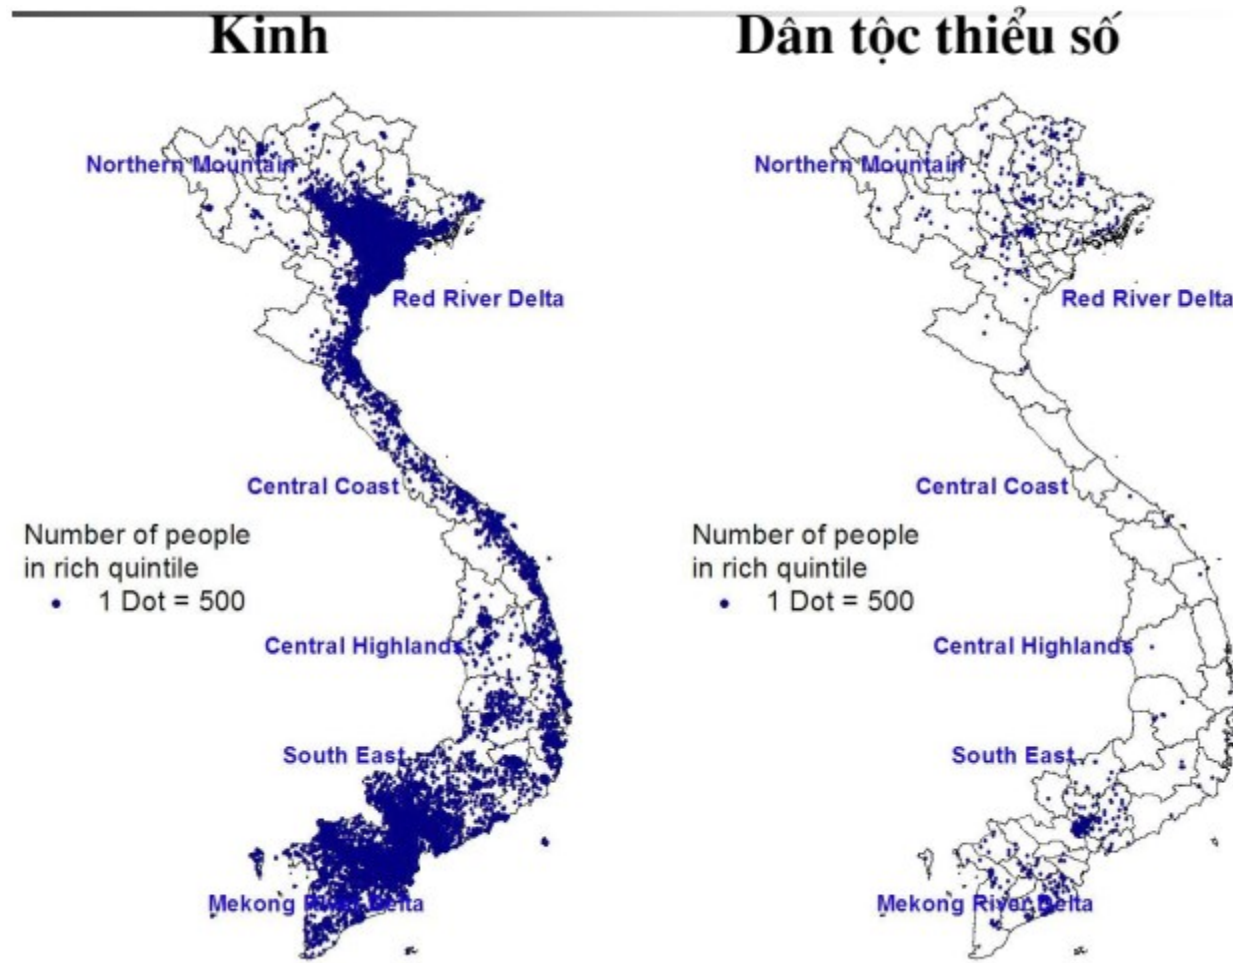 Kinh
Northern Mountain
Red River Delta
Central Coast
Number of people
in rich quintile
1 Dot = 500
Central Highlands
South East
Mekong River Delta
Dân tộc thiểu số
Northern Mountain
Red River Delta
Central Coast
Number of people
in rich quintile
1 Dot = 500
Central Highlands
South East
Mekong River Delta